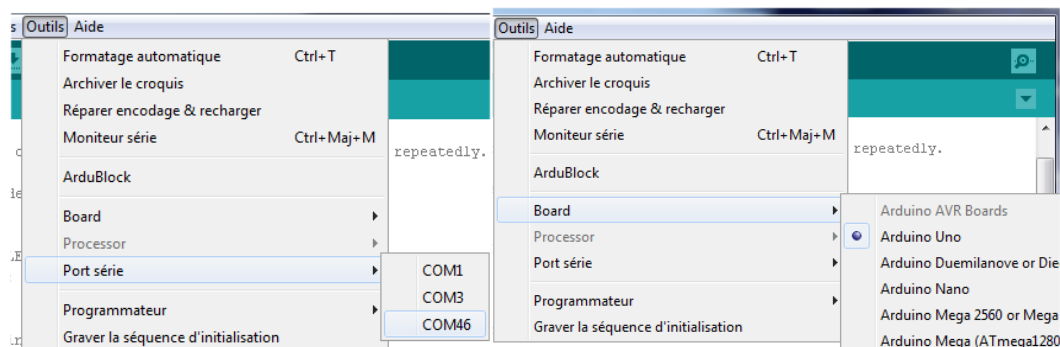 s Outils Aide
Formatage automatique Ctrl+T
Archiver le croquis
Réparer encodage & recharger
Moniteur série Ctrl+Maj+M
repeatedly.
ArduBlock
Board
Processor
Port série
COM1
COM3
COM46
Programmateur
Graver la séquence d'initialisation
Outils Aide
Formatage automatique Ctrl+T
Archiver le croquis
Réparer encodage & recharger
Moniteur série Ctrl+Maj+M
repeatedly.
ArduBlock
Board
Arduino AVR Boards
Processor
Arduino Uno
Port série
Arduino Duemilanove or Die
Arduino Nano
Programmateur
Arduino Mega 2560 or Mega
Graver la séquence d'initialisation
Arduino Mega (ATmega1280